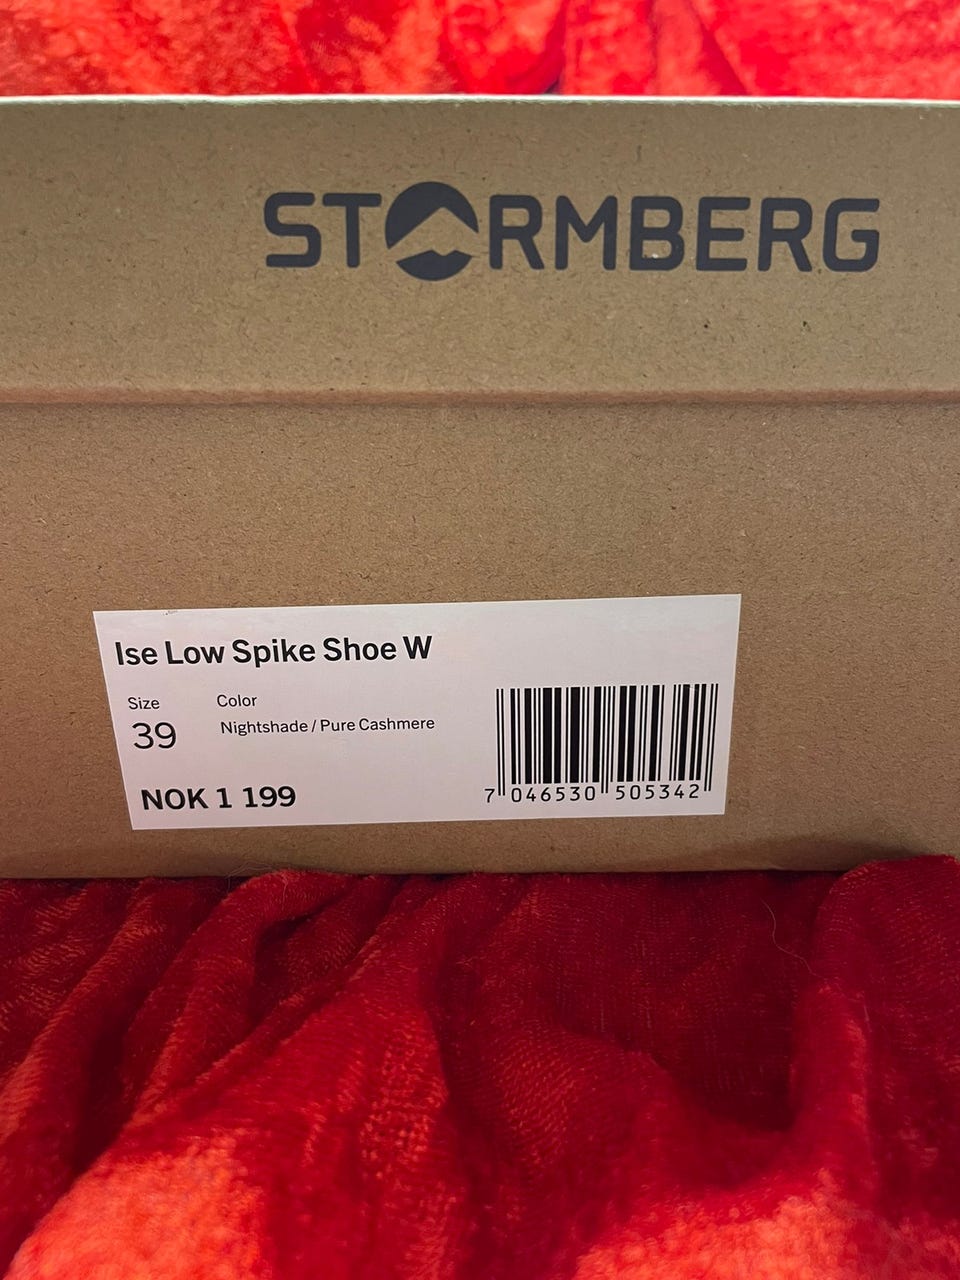 STORMBERG
Ise Low Spike Shoe W
Size Color
39 Nightshade / Pure Cashmere
NOK 1 199
7 046530 505342